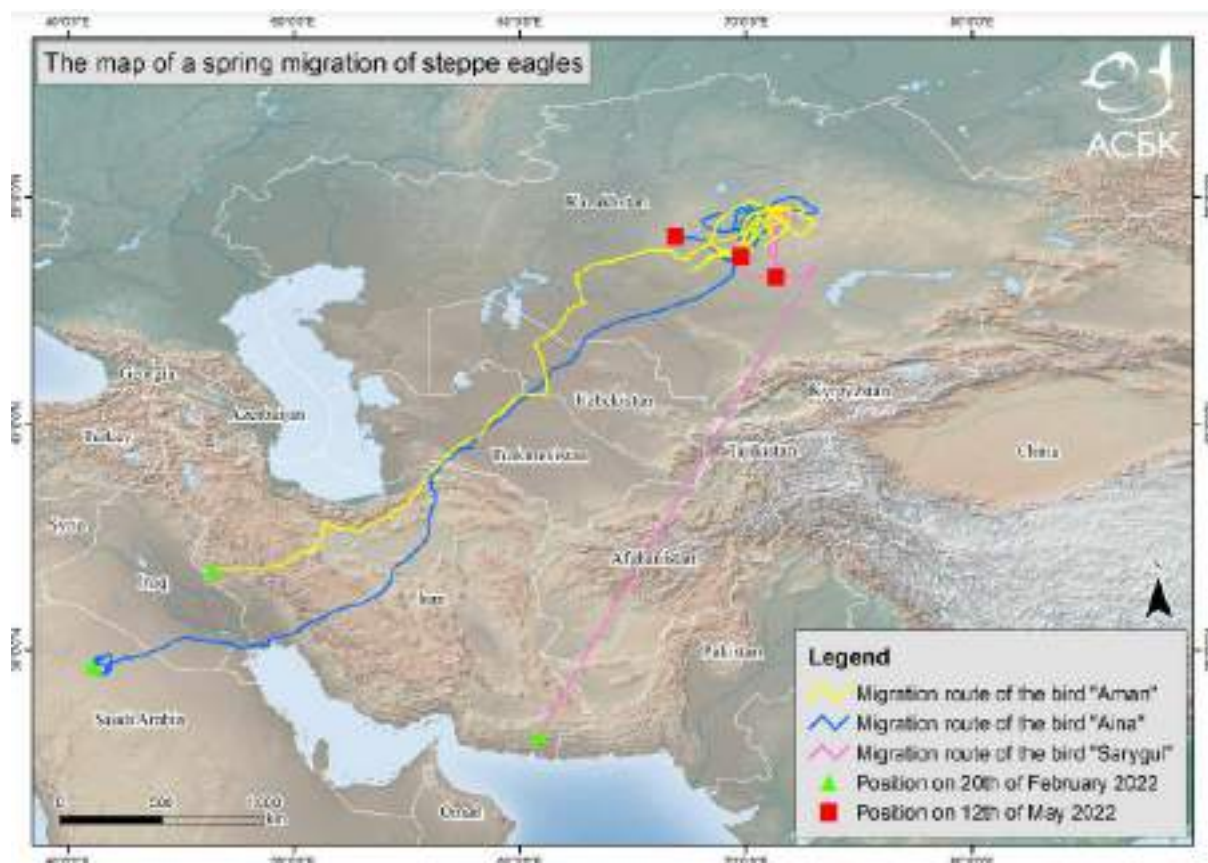 The map of a spring migration of steppe eagles
АСБК
Kazakhstan
Georgia
Azerbaijan
Turkey
Uzbekistan
Kyrgyzstan
Turkmenistan
Tajikistan
China
Syria
Iraq
Iran
Afghanistan
Pakistan
Saudi Arabia
Oman
Legend
Migration route of the bird "Aman"
Migration route of the bird "Aina"
Migration route of the bird "Sarygul"
Position on 20th of February 2022
Position on 12th of May 2022
0 500 1,000
km